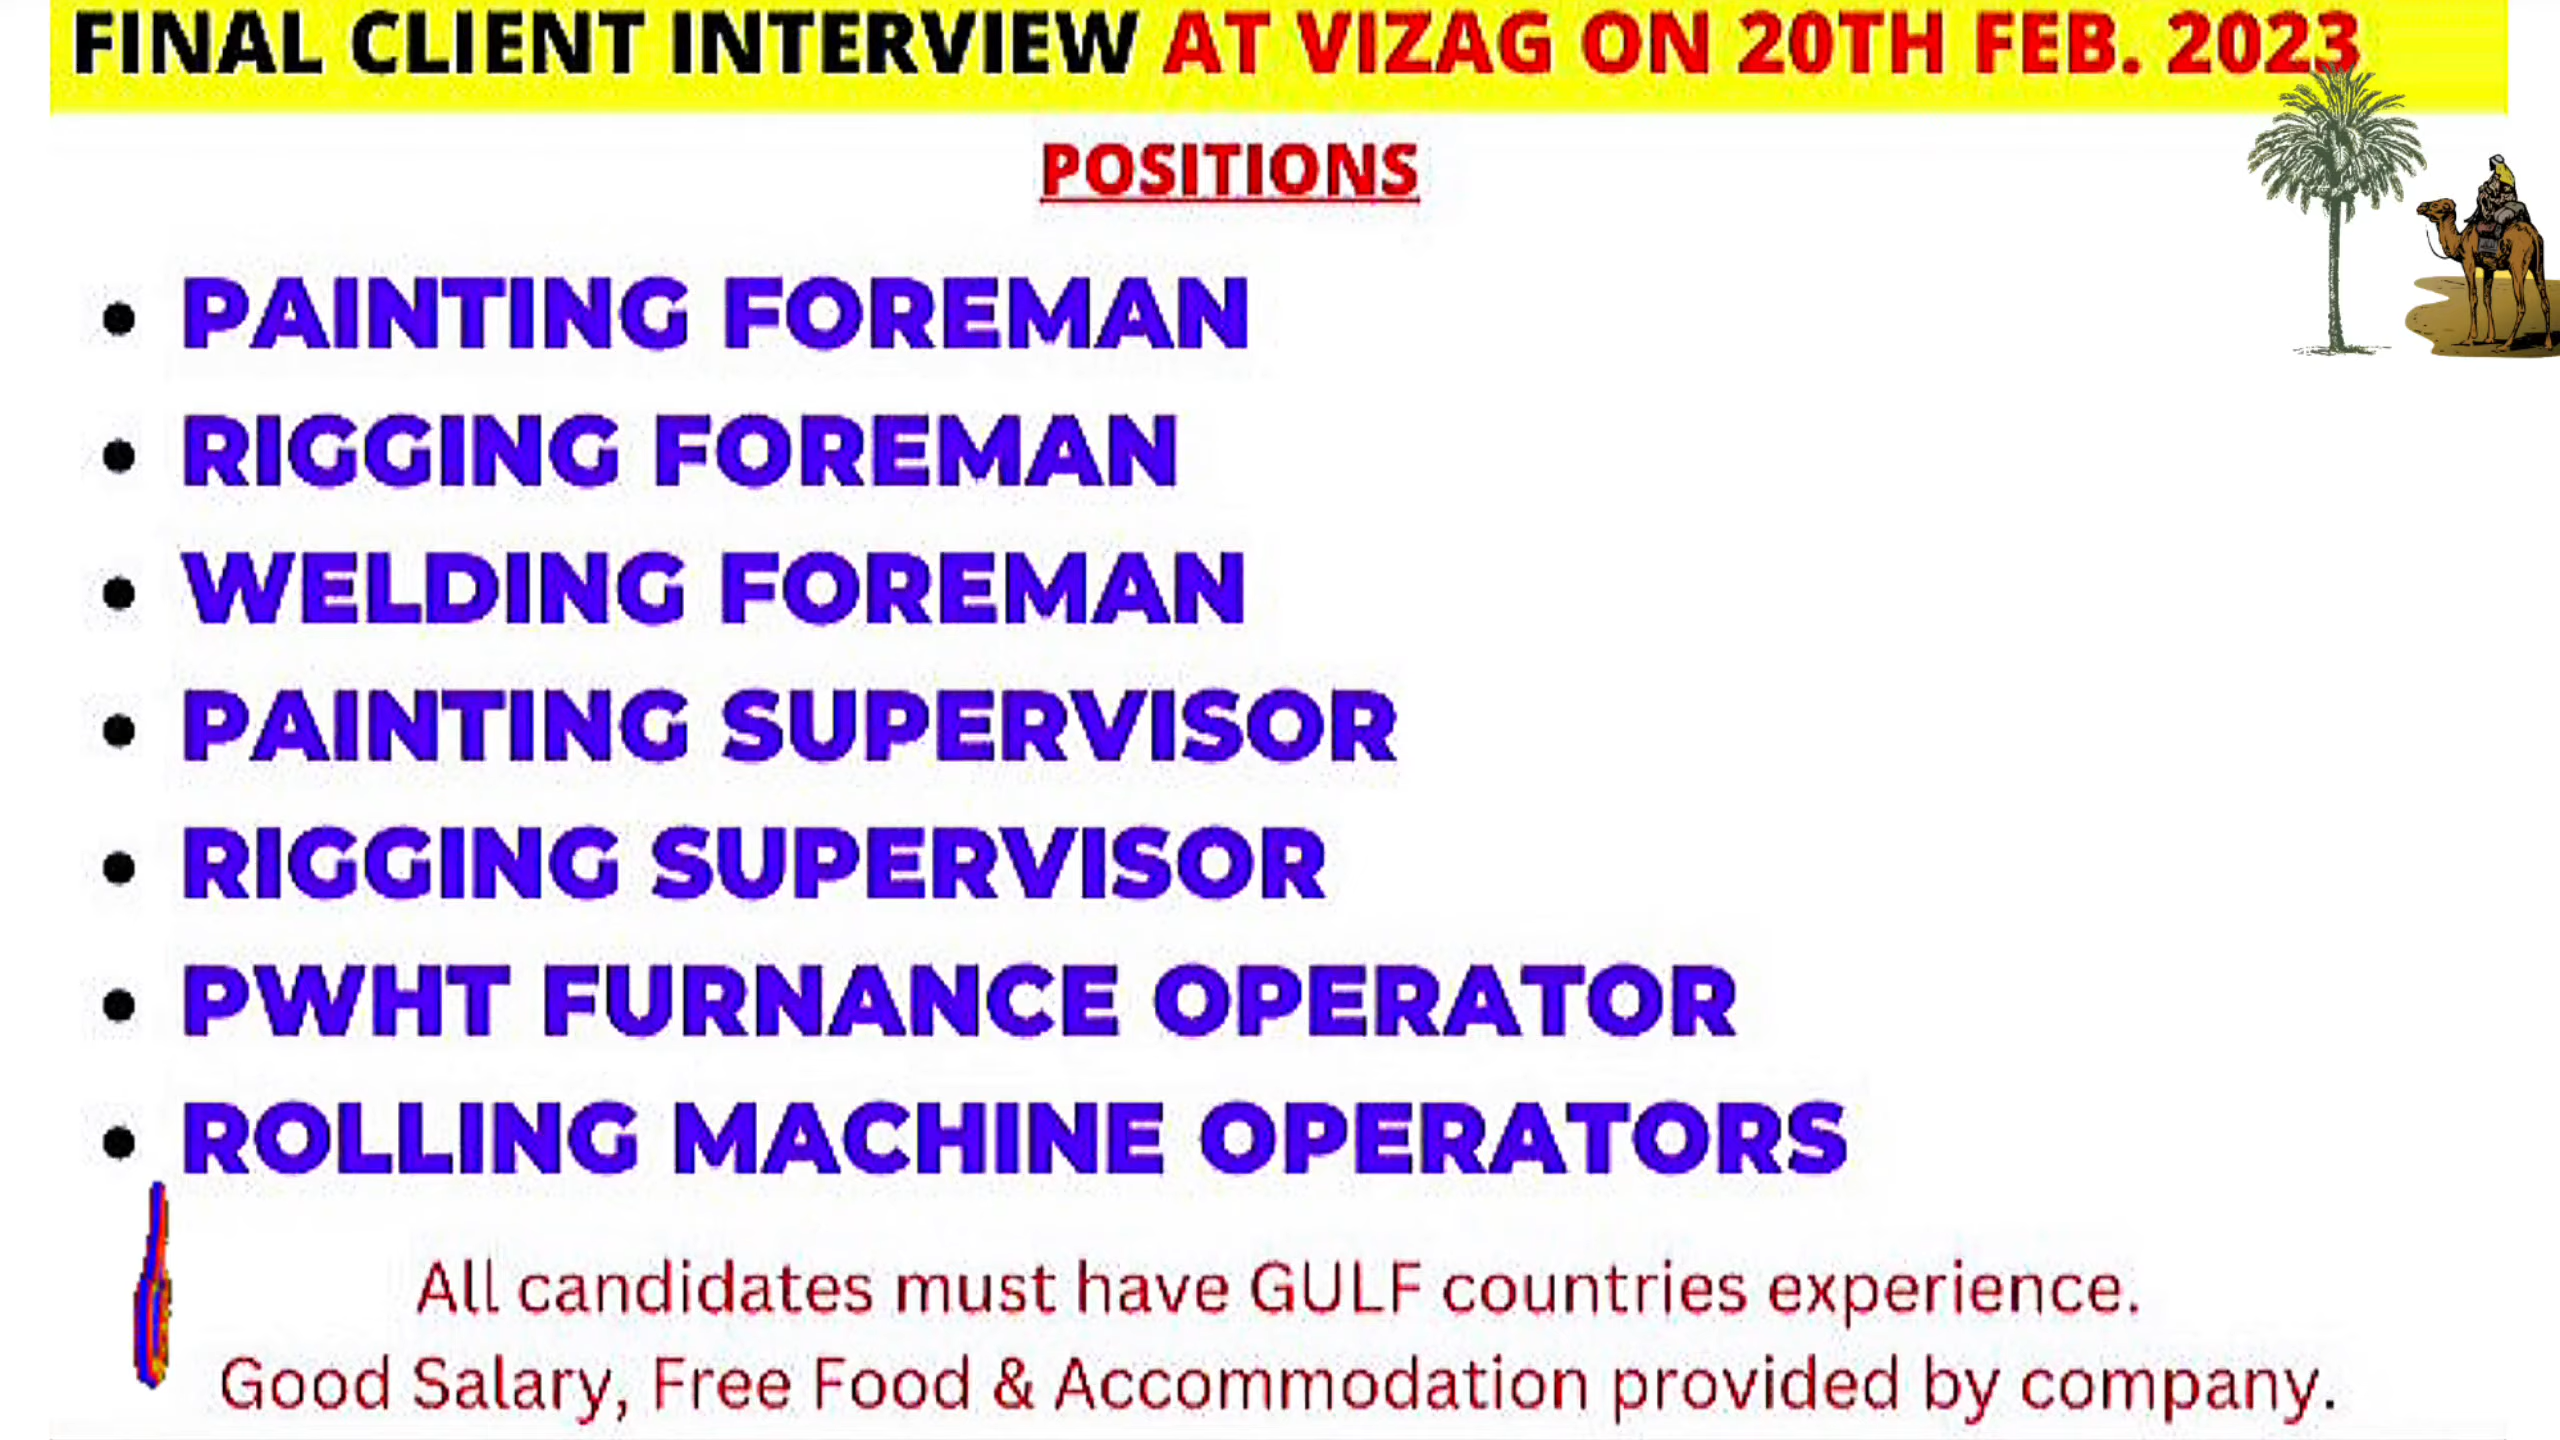 FINAL CLIENT INTERVIEW AT VIZAG ON 20TH FEB. 2023
POSITIONS
• PAINTING FOREMAN
• RIGGING FOREMAN
• WELDING FOREMAN
• PAINTING SUPERVISOR
• RIGGING SUPERVISOR
• PWHT FURNANCE OPERATOR
• ROLLING MACHINE OPERATORS
All candidates must have GULF countries experience.
Good Salary, Free Food & Accommodation provided by company.